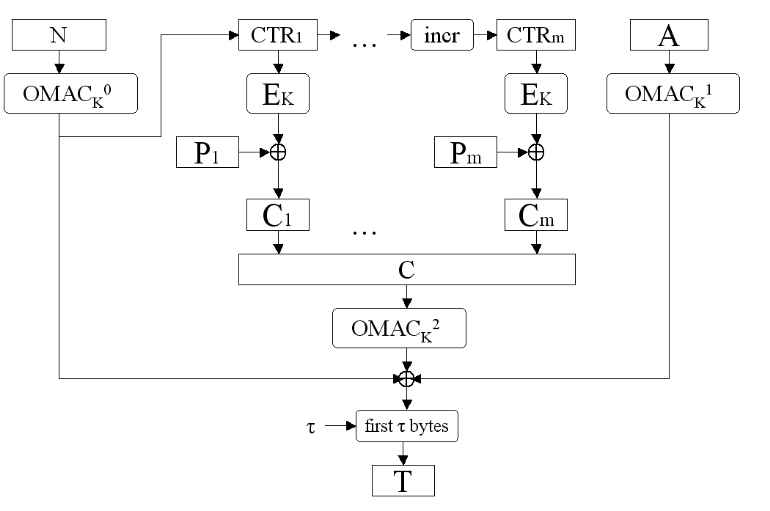 N CTR1 ... incr CTRm A
OMACK0 EK EK OMACK1
P1 ⊕ Pm ⊕
C1 ... Cm
C
OMACK2
⊕
τ first τ bytes
T